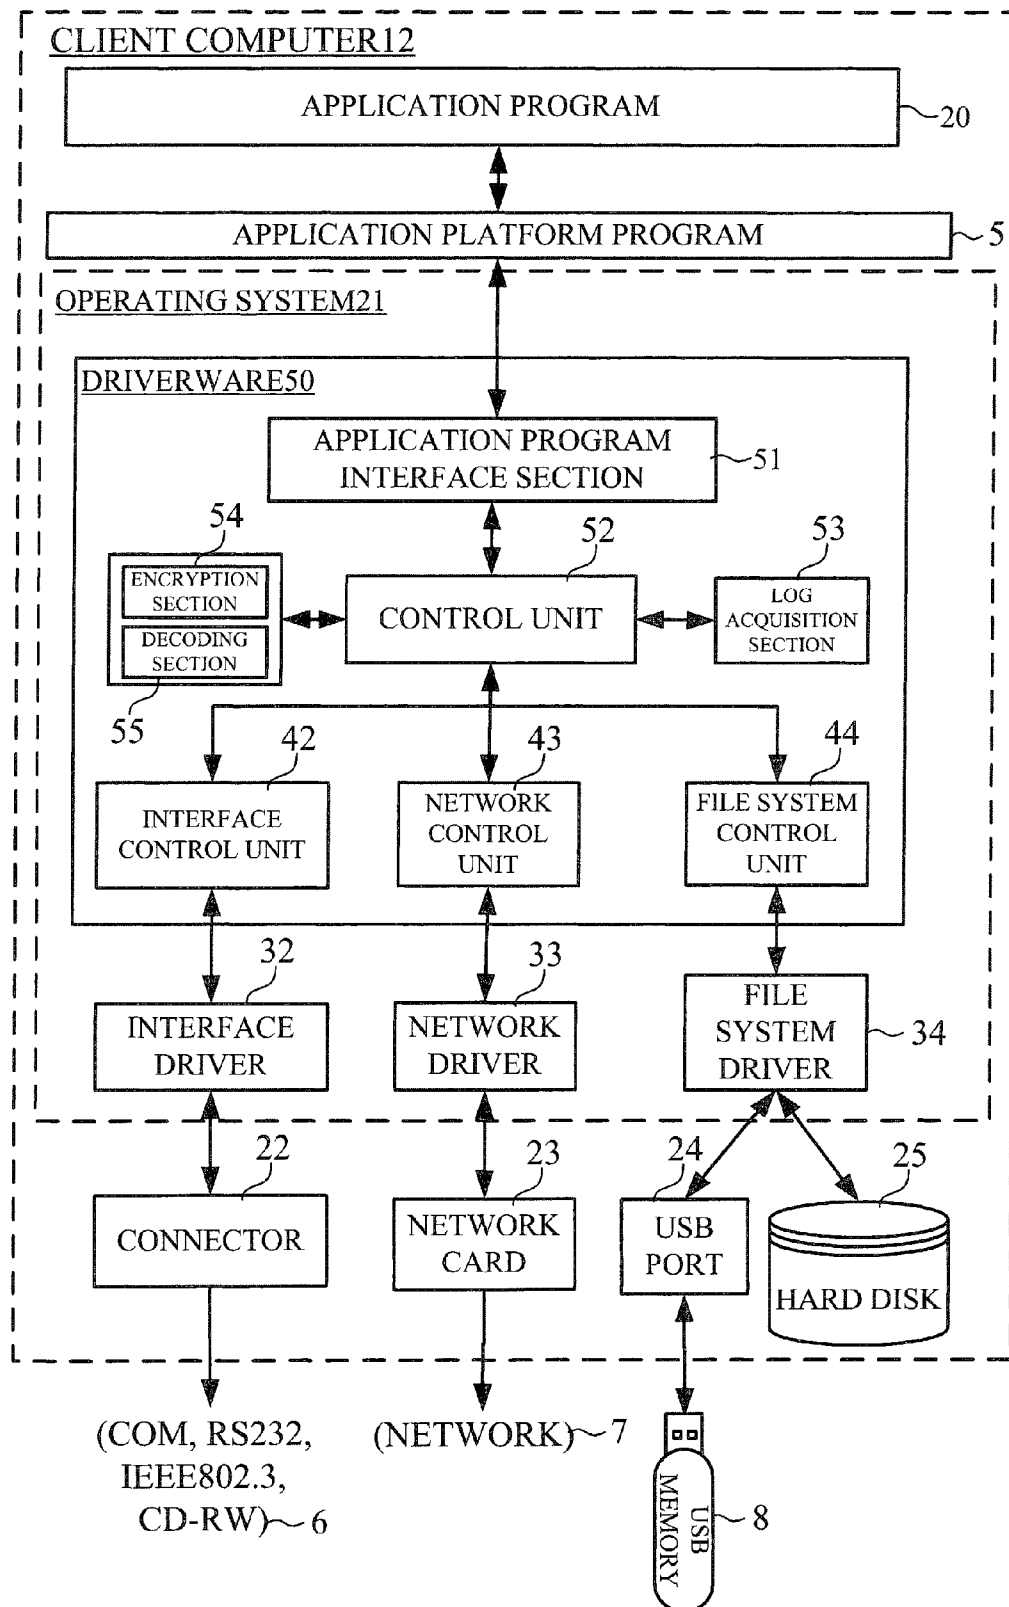 CLIENT COMPUTER12
APPLICATION PROGRAM
20
APPLICATION PLATFORM PROGRAM
5
OPERATING SYSTEM21
DRIVERWARE50
APPLICATION PROGRAM
INTERFACE SECTION
51
54
52
53
ENCRYPTION
SECTION
DECODING
SECTION
55
CONTROL UNIT
LOG
ACQUISITION
SECTION
42
43
44
INTERFACE
CONTROL UNIT
NETWORK
CONTROL
UNIT
FILE SYSTEM
CONTROL
UNIT
32
33
INTERFACE
DRIVER
NETWORK
DRIVER
FILE
SYSTEM
DRIVER
34
22
23
24
25
CONNECTOR
NETWORK
CARD
USB
PORT
HARD DISK
(COM, RS232,
IEEE802.3,
CD-RW)
6
(NETWORK)
7
USB
MEMORY
8